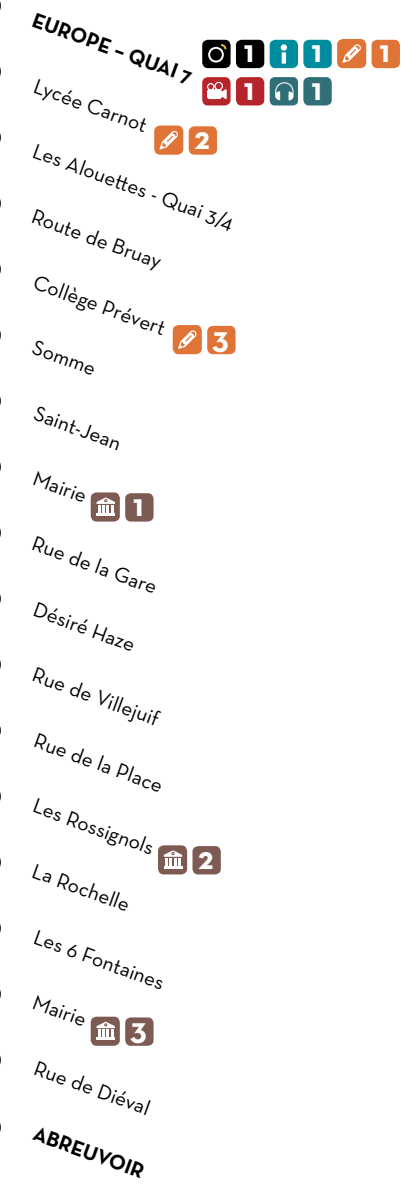 EUROPE – QUAI 7 1 i 1 1
1 1
Lycée Carnot 2
Les Alouettes - Quai 3/4
Route de Bruay
Collège Prévert 3
Somme
Saint-Jean
Mairie 1
Rue de la Gare
Désiré Haze
Rue de Villejuif
Rue de la Place
Les Rossignols 2
La Rochelle
Les 6 Fontaines
Mairie 3
Rue de Diéval
ABREUVOIR